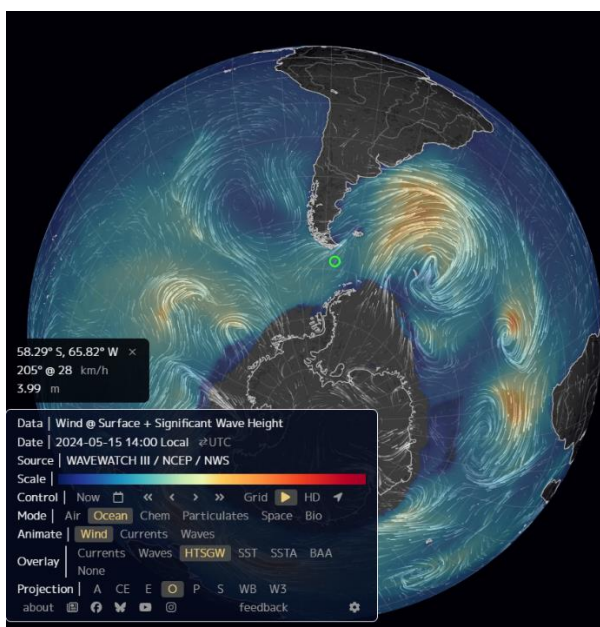 58.29° S, 65.82° W ×
205° @ 28 km/h
3.99 m
Data | Wind @ Surface + Significant Wave Height
Date | 2024-05-15 14:00 Local ⇄UTC
Source | WAVEWATCH III / NCEP / NWS
Scale |
Control | Now « ‹ › » Grid HD
Mode | Air Ocean Chem Particulates Space Bio
Animate | Wind Currents Waves
Overlay | Currents Waves HTSGW SST SSTA BAA
None
Projection | A CE E O P S WB W3
about feedback